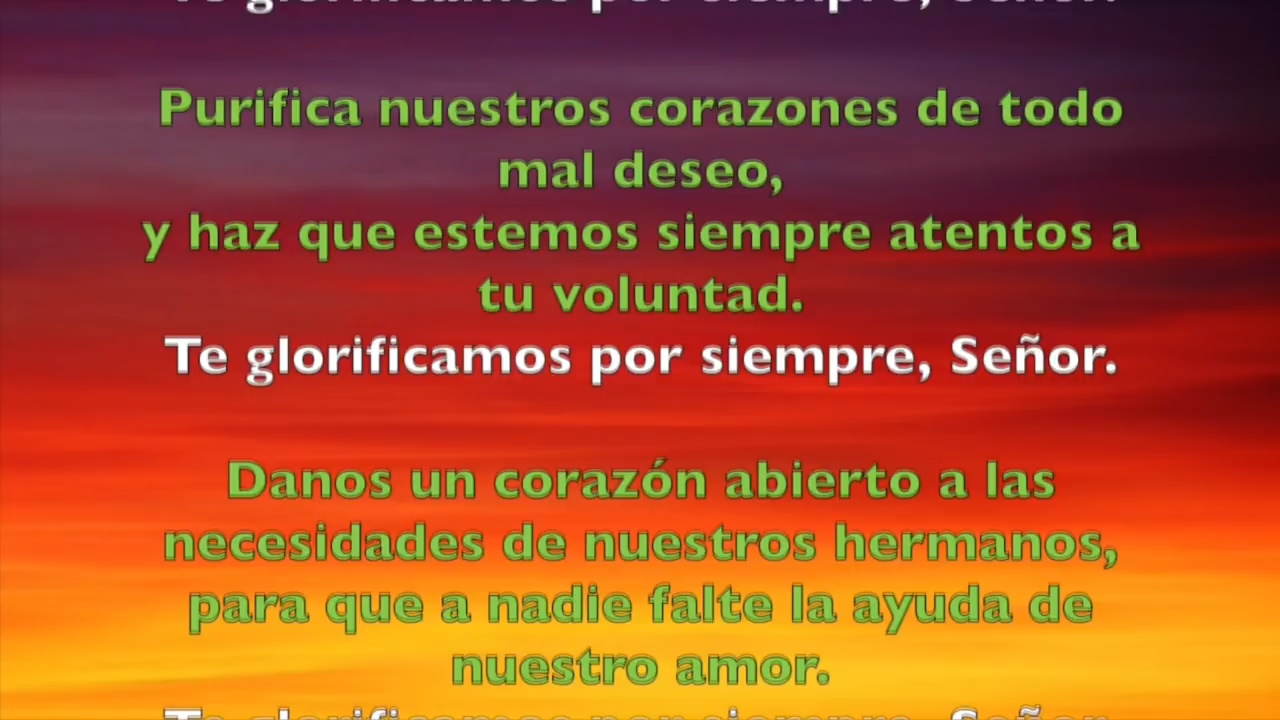 Te glorificamos por siempre, Señor.
Purifica nuestros corazones de todo
mal deseo,
y haz que estemos siempre atentos a
tu voluntad.
Te glorificamos por siempre, Señor.
Danos un corazón abierto a las
necesidades de nuestros hermanos,
para que a nadie falte la ayuda de
nuestro amor.
Te glorificamos por siempre, Señor.